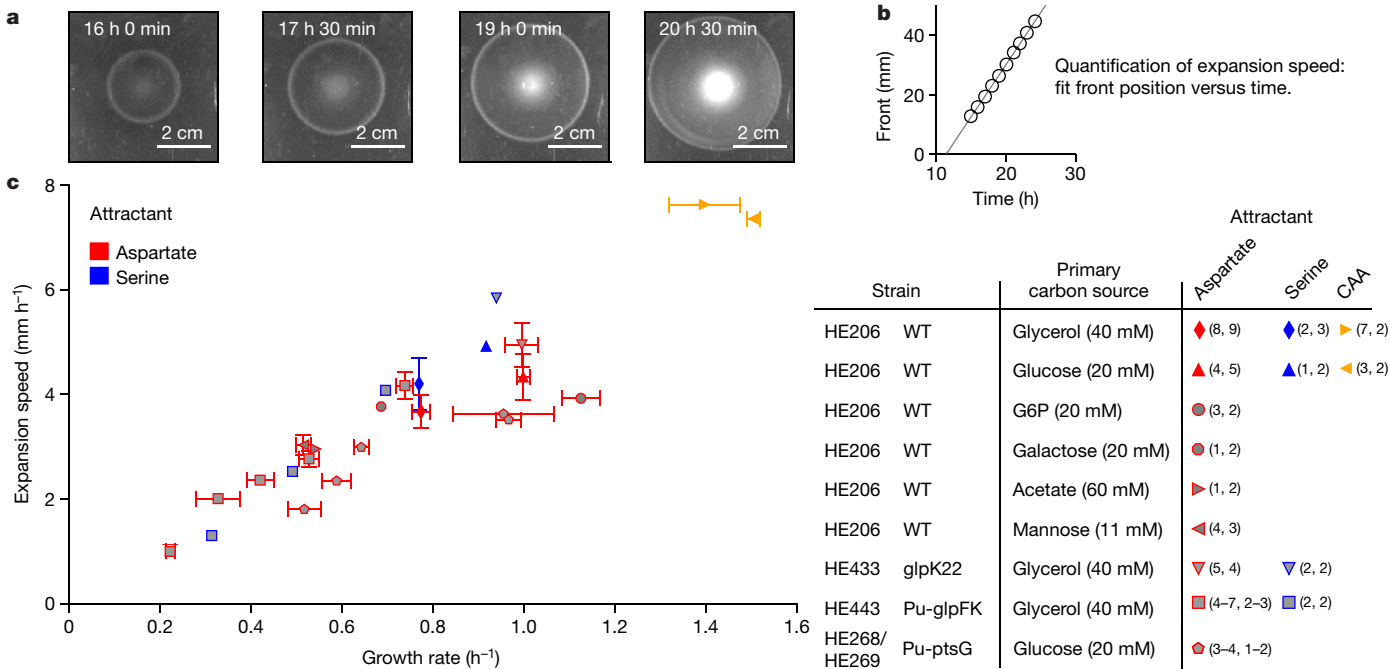 a
16 h 0 min
17 h 30 min
19 h 0 min
20 h 30 min
2 cm
2 cm
2 cm
2 cm
b
Front (mm)
40
20
0
10
20
30
Time (h)
Quantification of expansion speed:
fit front position versus time.
c
Expansion speed (mm h⁻¹)
8
6
4
2
0
0
0.2
0.4
0.6
0.8
1.0
1.2
1.4
1.6
Growth rate (h⁻¹)
Attractant
Aspartate
Serine
Attractant
Strain
Primary
carbon source
Aspartate
Serine
CAA
HE206 WT Glycerol (40 mM) (8, 9) (2, 3) (7, 2)
HE206 WT Glucose (20 mM) (4, 5) (1, 2) (3, 2)
HE206 WT G6P (20 mM) (3, 2)
HE206 WT Galactose (20 mM) (1, 2)
HE206 WT Acetate (60 mM) (1, 2)
HE206 WT Mannose (11 mM) (4, 3)
HE433 glpK22 Glycerol (40 mM) (5, 4) (2, 2)
HE443 Pu-glpFK Glycerol (40 mM) (4–7, 2–3) (2, 2)
HE268/
HE269 Pu-ptsG Glucose (20 mM) (3–4, 1–2)